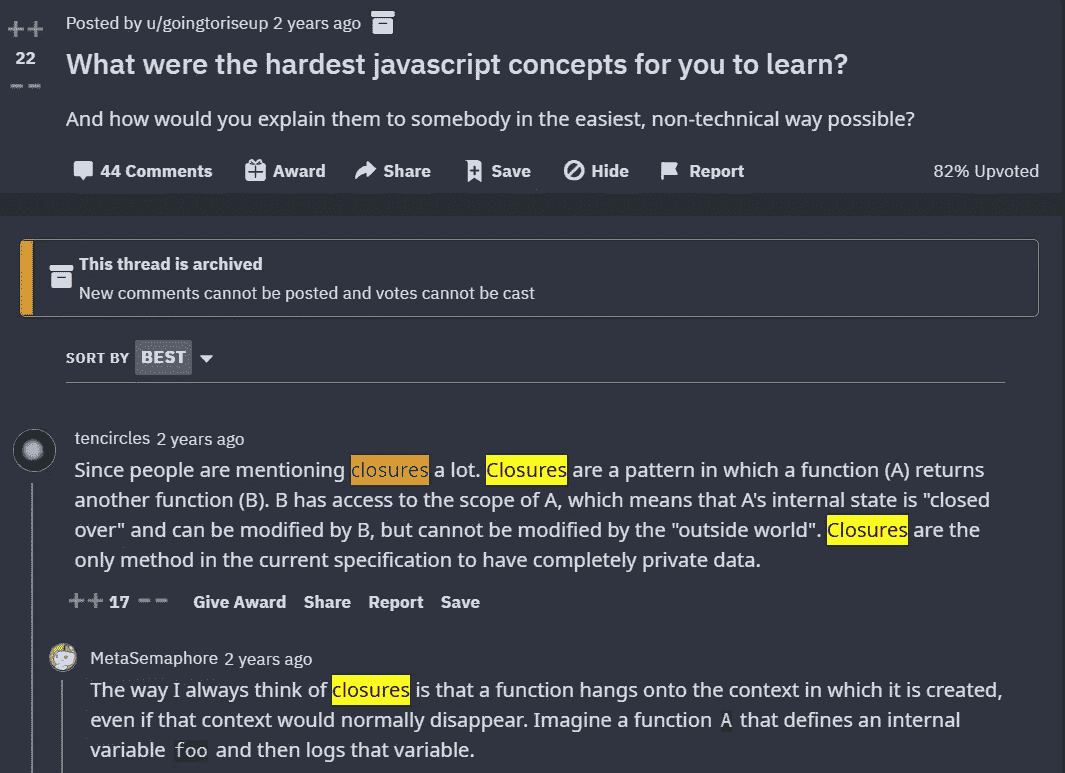 Posted by u/goingtoriseup 2 years ago
++
22
--
What were the hardest javascript concepts for you to learn?
And how would you explain them to somebody in the easiest, non-technical way possible?
44 Comments Award Share Save Hide Report 82% Upvoted
This thread is archived
New comments cannot be posted and votes cannot be cast
SORT BY BEST
tencircles 2 years ago
Since people are mentioning closures a lot. Closures are a pattern in which a function (A) returns
another function (B). B has access to the scope of A, which means that A's internal state is "closed
over" and can be modified by B, but cannot be modified by the "outside world". Closures are the
only method in the current specification to have completely private data.
++ 17 -- Give Award Share Report Save
MetaSemaphore 2 years ago
The way I always think of closures is that a function hangs onto the context in which it is created,
even if that context would normally disappear. Imagine a function A that defines an internal
variable foo and then logs that variable.